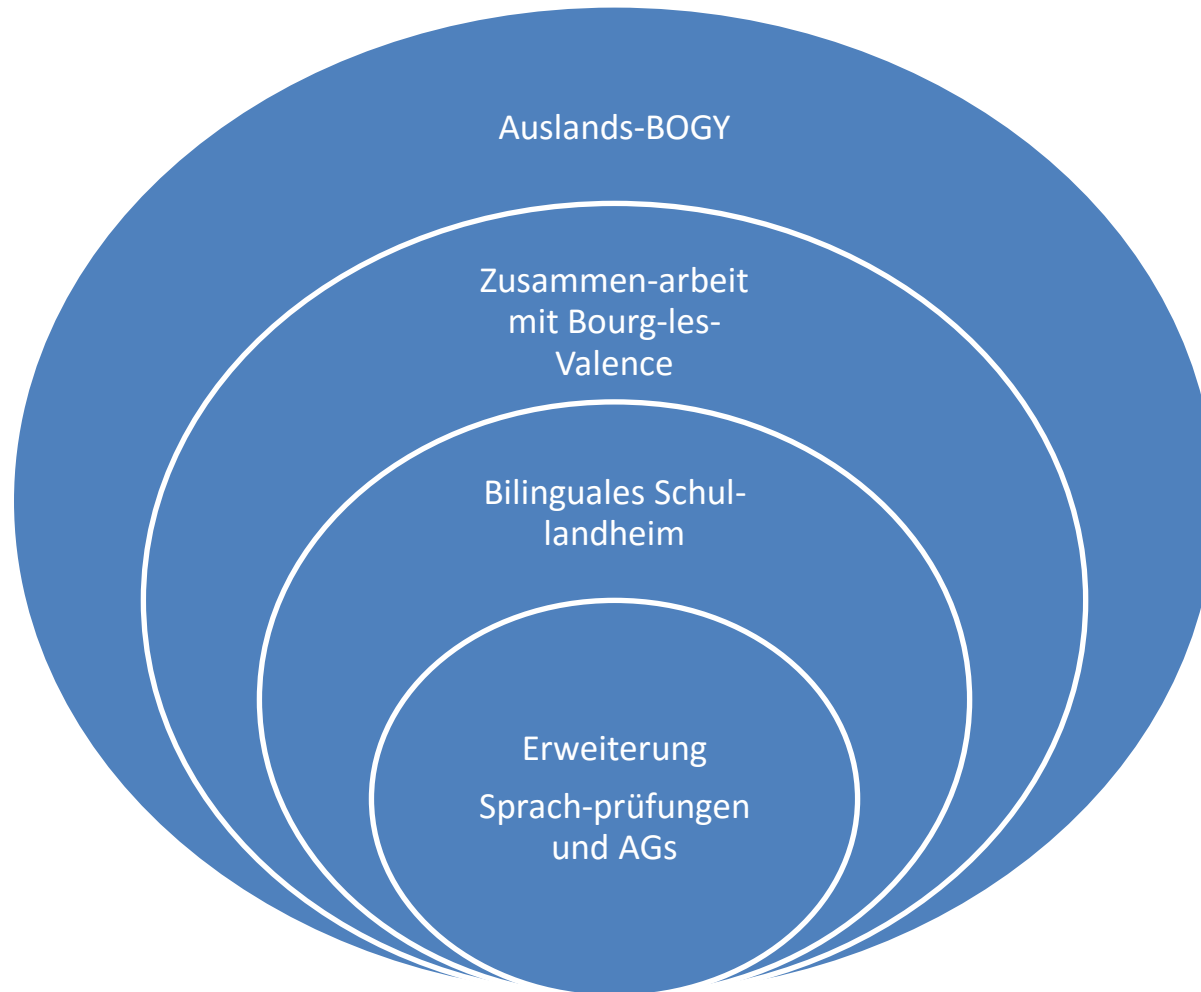 Auslands-BOGY
Zusammen-arbeit
mit Bourg-les-
Valence
Bilinguales Schul-
landheim
Erweiterung
Sprach-prüfungen
und AGs